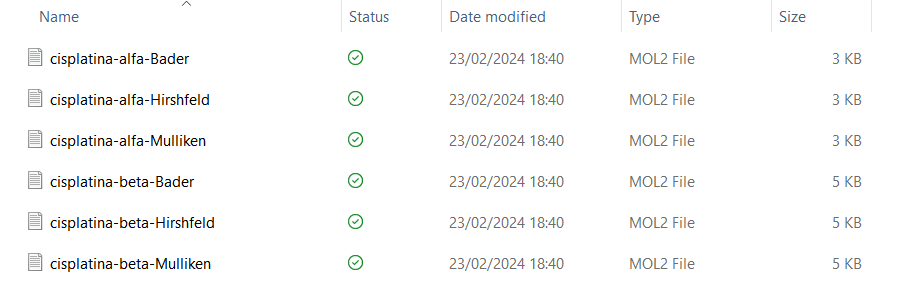 Name Status Date modified Type Size
cisplatina-alfa-Bader 23/02/2024 18:40 MOL2 File 3 KB
cisplatina-alfa-Hirshfeld 23/02/2024 18:40 MOL2 File 3 KB
cisplatina-alfa-Mulliken 23/02/2024 18:40 MOL2 File 3 KB
cisplatina-beta-Bader 23/02/2024 18:40 MOL2 File 5 KB
cisplatina-beta-Hirshfeld 23/02/2024 18:40 MOL2 File 5 KB
cisplatina-beta-Mulliken 23/02/2024 18:40 MOL2 File 5 KB